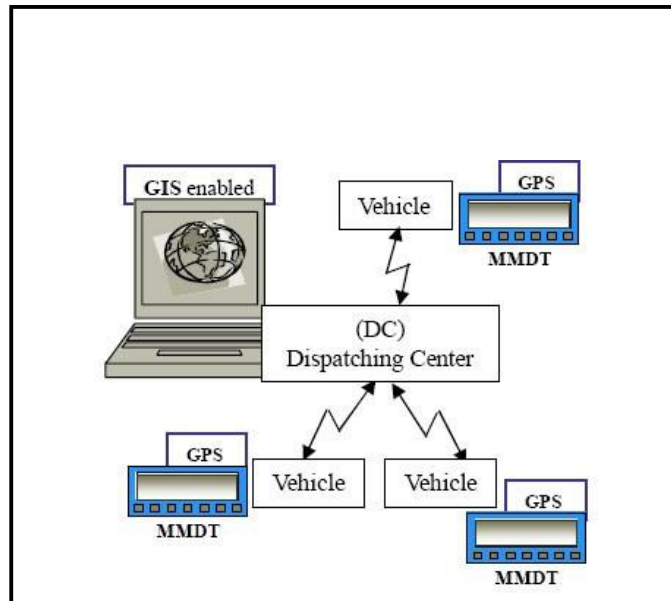 GIS enabled
GPS
Vehicle
MMDT
(DC)
Dispatching Center
GPS
Vehicle
Vehicle
GPS
MMDT
MMDT